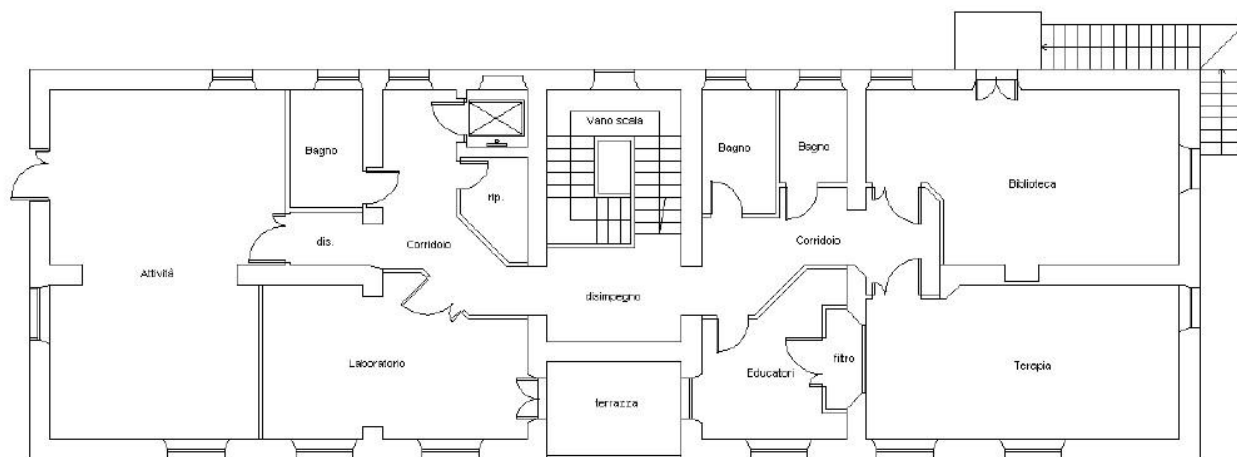 Vano scala
Bagno
Bagno
Bagno
Biblioteca
rip.
dis.
Corridoio
Corridoio
Attività
disimpegno
Laboratorio
filtro
Educatori
Terapia
terrazza